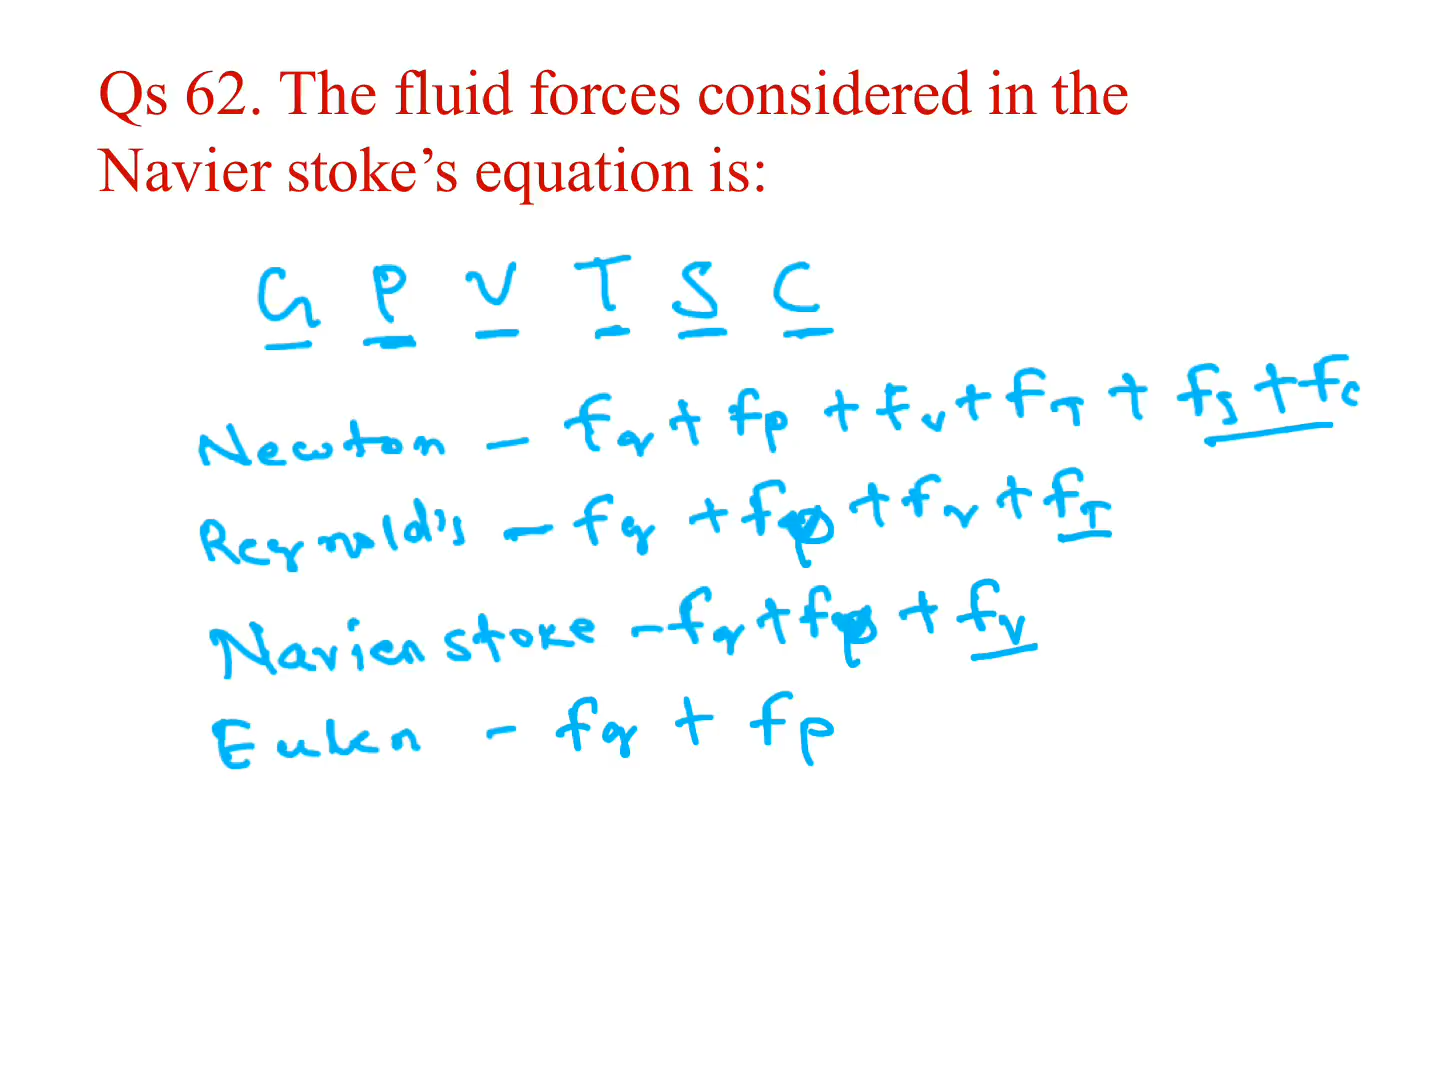 Qs 62. The fluid forces considered in the
Navier stoke’s equation is:
G P V T S C
Newton - fg + fp + fv + fT + fs + fc
Reynold's - fg + fp + fv + fT
Navier stoke - fg + fp + fv
Euler - fg + fp